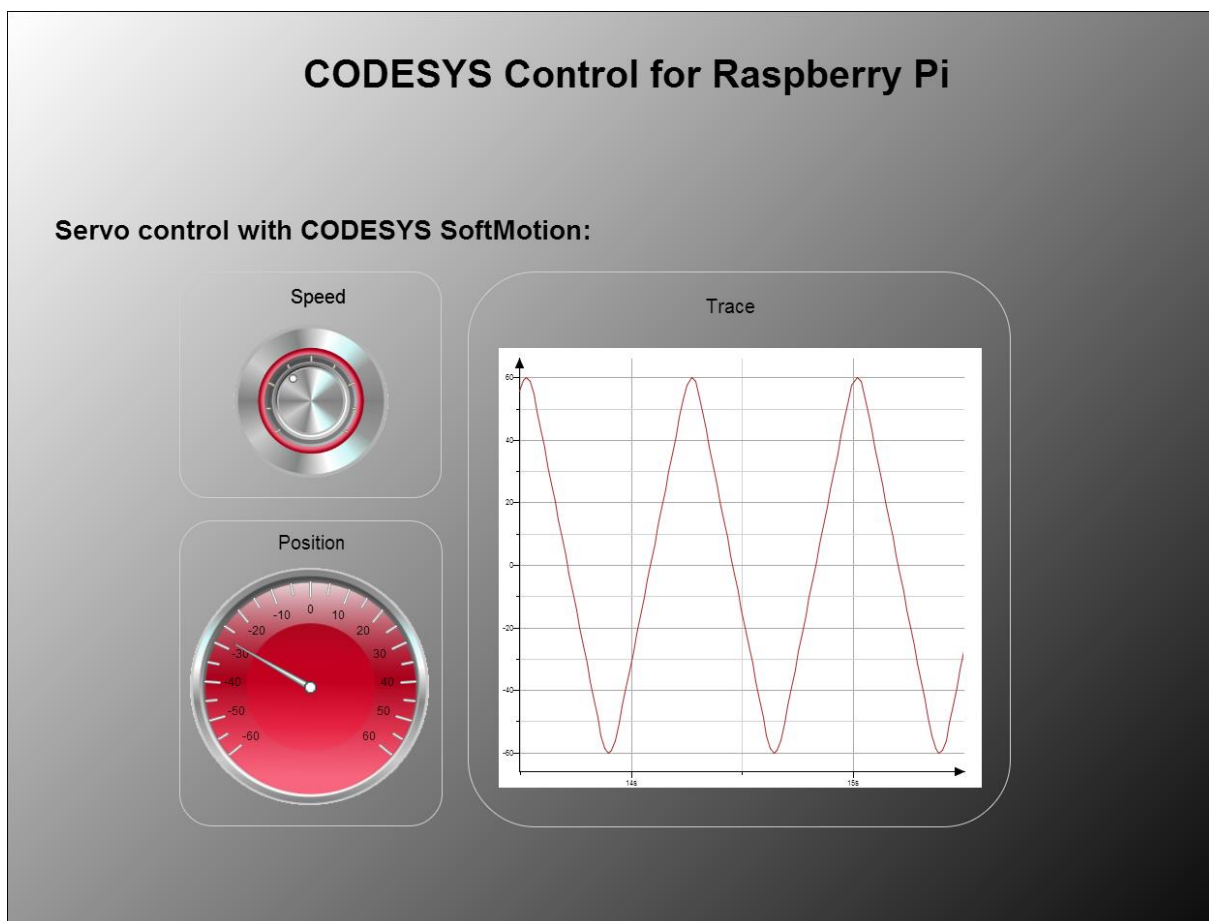 CODESYS Control for Raspberry Pi
Servo control with CODESYS SoftMotion:
Speed
Trace
60
40
20
0
-20
-40
-60
14s
15s
Position
0
-10 10
-20 20
-30 30
-40 40
-50 50
-60 60